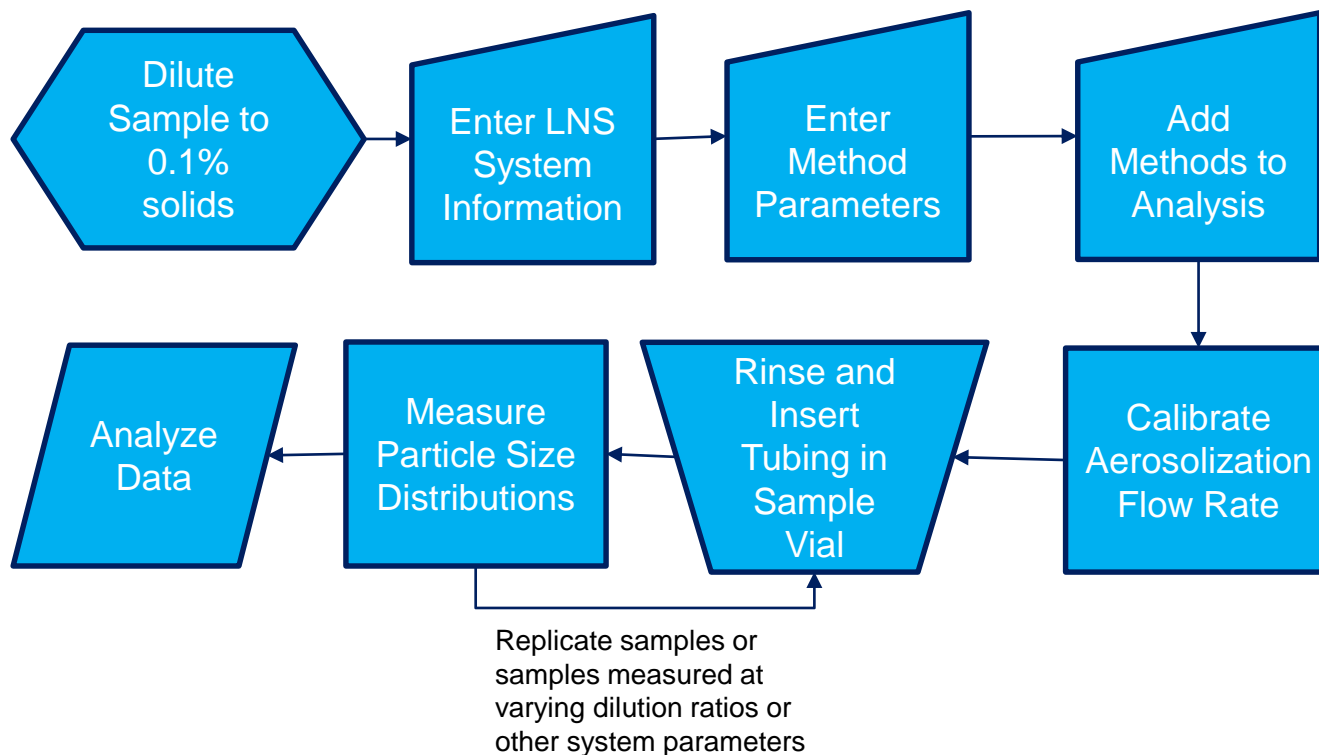 Dilute
Sample to
0.1%
solids
Enter LNS
System
Information
Enter
Method
Parameters
Add
Methods to
Analysis
Calibrate
Aerosolization
Flow Rate
Rinse and
Insert
Tubing in
Sample
Vial
Measure
Particle Size
Distributions
Analyze
Data
Replicate samples or
samples measured at
varying dilution ratios or
other system parameters